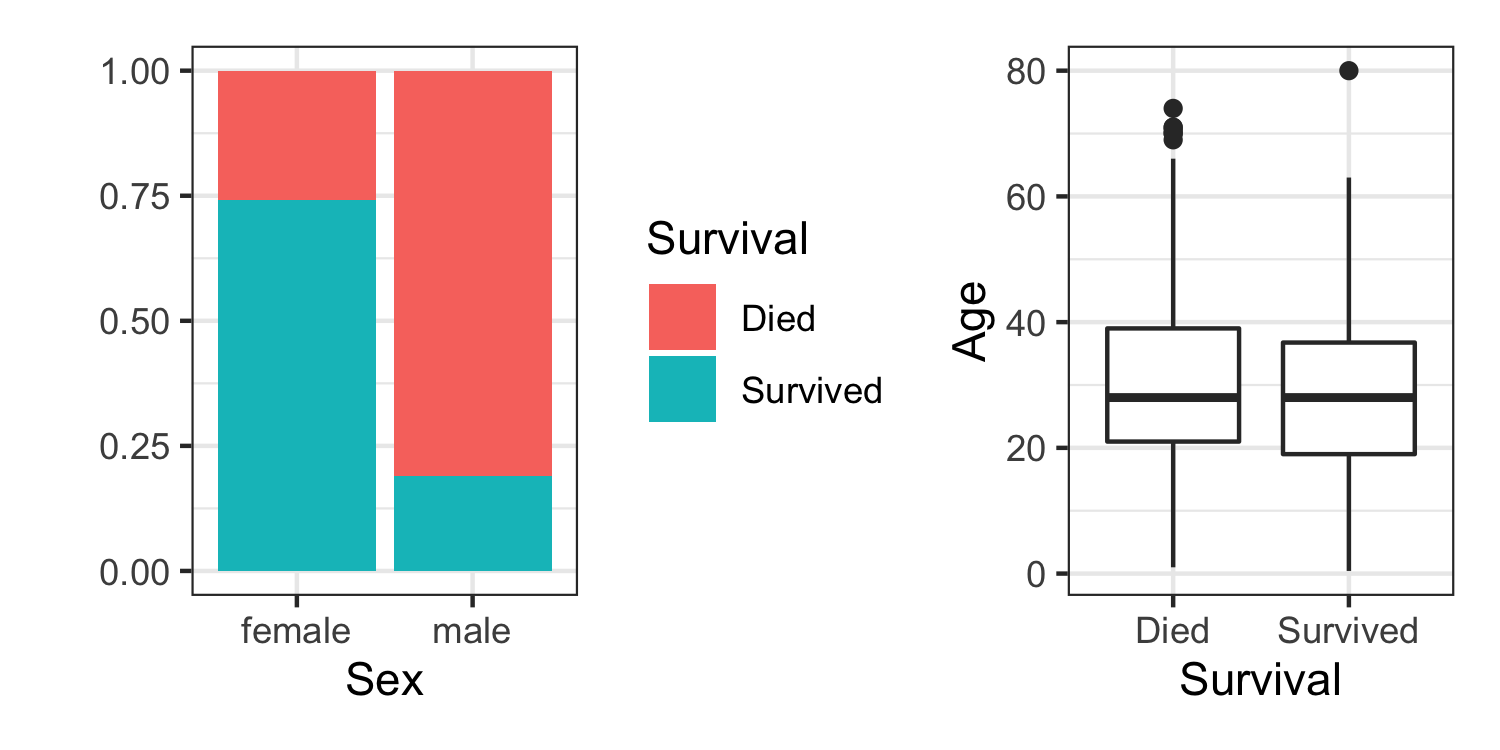 1.00
0.75
0.50
0.25
0.00
female male
Sex
Survival
Died
Survived
Age
80
60
40
20
0
Died Survived
Survival